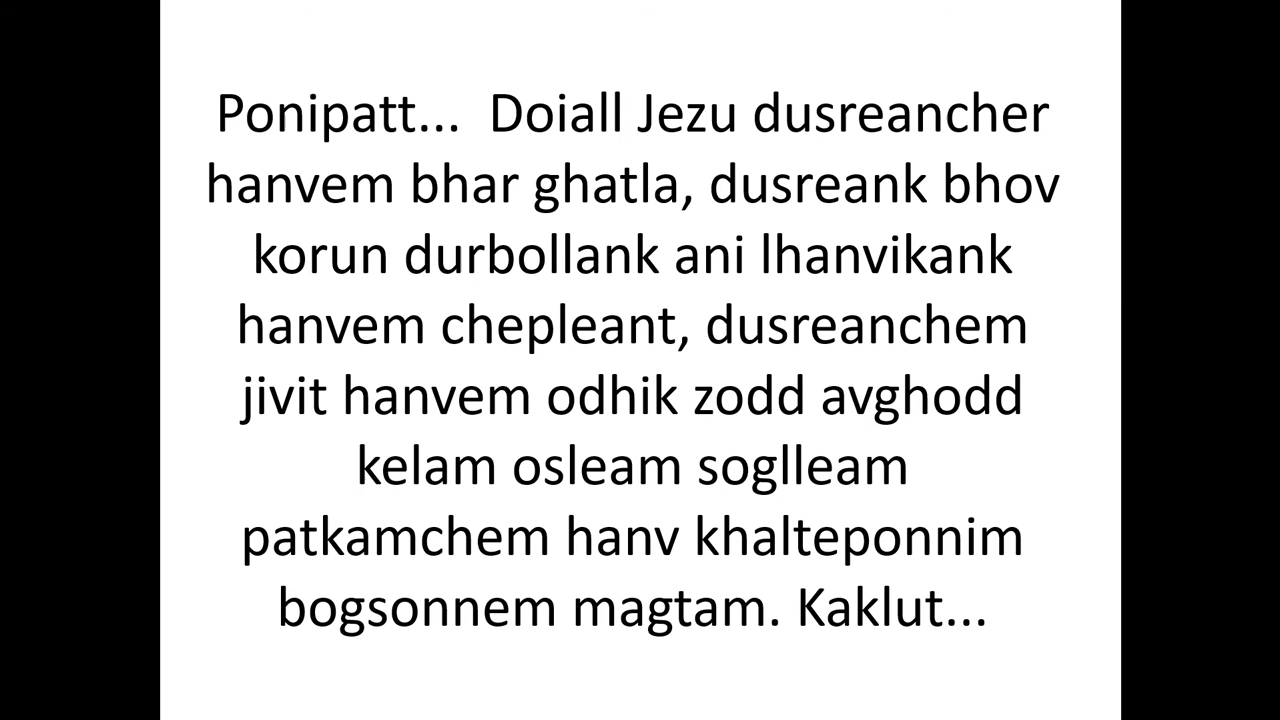 Ponipatt...  Doiall Jezu dusreancher
hanvem bhar ghatla, dusreank bhov
korun durbollank ani lhanvikank
hanvem chepleant, dusreanchem
jivit hanvem odhik zodd avghodd
kelam osleam soglleam
patkamchem hanv khalteponnim
bogsonnem magtam. Kaklut...